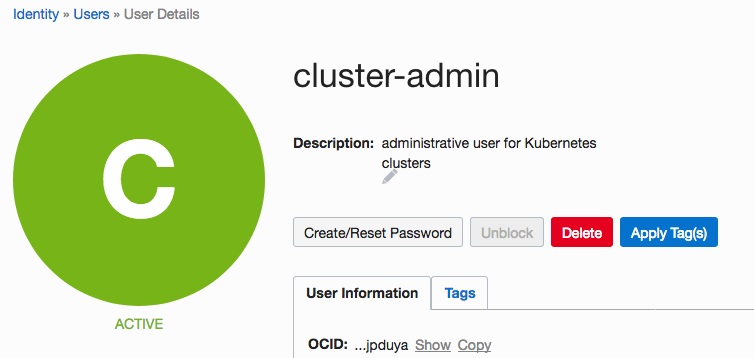 Identity » Users » User Details
C
ACTIVE
cluster-admin
Description: administrative user for Kubernetes
clusters
Create/Reset Password Unblock Delete Apply Tag(s)
User Information Tags
OCID: ...jpduya Show Copy